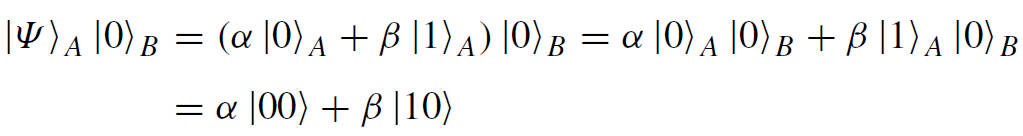 |Ψ⟩_A |0⟩_B = (α |0⟩_A + β |1⟩_A) |0⟩_B = α |0⟩_A |0⟩_B + β |1⟩_A |0⟩_B
= α |00⟩ + β |10⟩